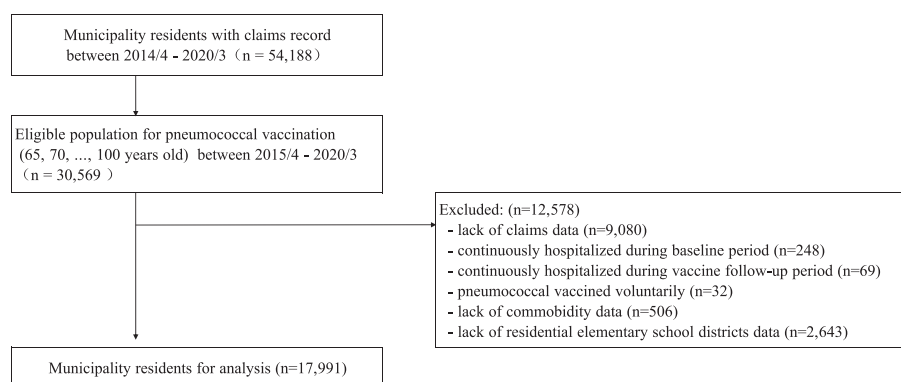 Municipality residents with claims record
between 2014/4 - 2020/3（n = 54,188）
Eligible population for pneumococcal vaccination
(65, 70, ..., 100 years old) between 2015/4 - 2020/3
（n = 30,569 ）
Excluded: (n=12,578)
- lack of claims data (n=9,080)
- continuously hospitalized during baseline period (n=248)
- continuously hospitalized during vaccine follow-up period (n=69)
- pneumococcal vaccined voluntarily (n=32)
- lack of commobidity data (n=506)
- lack of residential elementary school districts data (n=2,643)
Municipality residents for analysis (n=17,991)